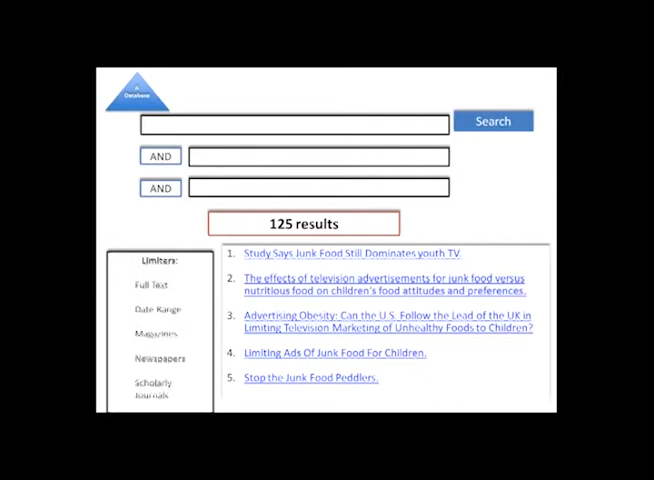 A
Database
Search
AND
AND
125 results
Limiters:
Full Text
Date Range
Magazines
Newspapers
Scholarly
Journals
1. Study Says Junk Food Still Dominates youth TV.
2. The effects of television advertisements for junk food versus
nutritious food on children's food attitudes and preferences.
3. Advertising Obesity: Can the U.S. Follow the Lead of the UK in
Limiting Television Marketing of Unhealthy Foods to Children?
4. Limiting Ads Of Junk Food For Children.
5. Stop the Junk Food Peddlers.